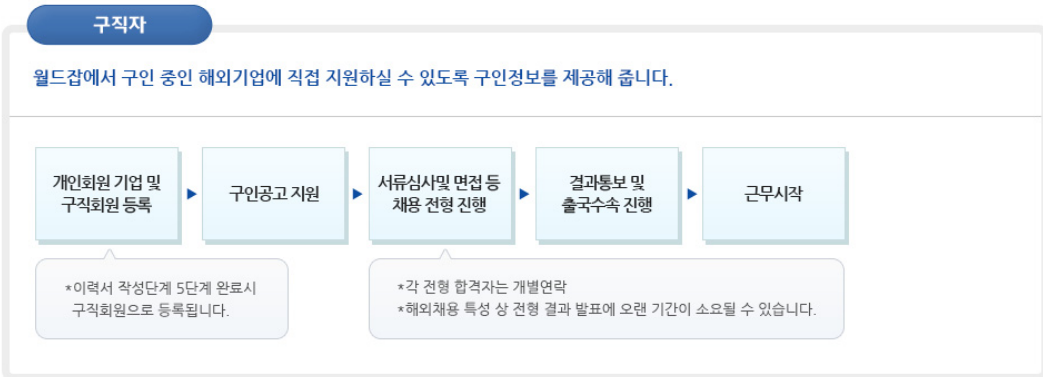 구직자
월드잡에서 구인 중인 해외기업에 직접 지원하실 수 있도록 구인정보를 제공해 줍니다.
개인회원 기업 및
구직회원 등록
구인공고 지원
서류심사및 면접 등
채용 전형 진행
결과통보 및
출국수속 진행
근무시작
*이력서 작성단계 5단계 완료시
구직회원으로 등록됩니다.
*각 전형 합격자는 개별연락
*해외채용 특성 상 전형 결과 발표에 오랜 기간이 소요될 수 있습니다.